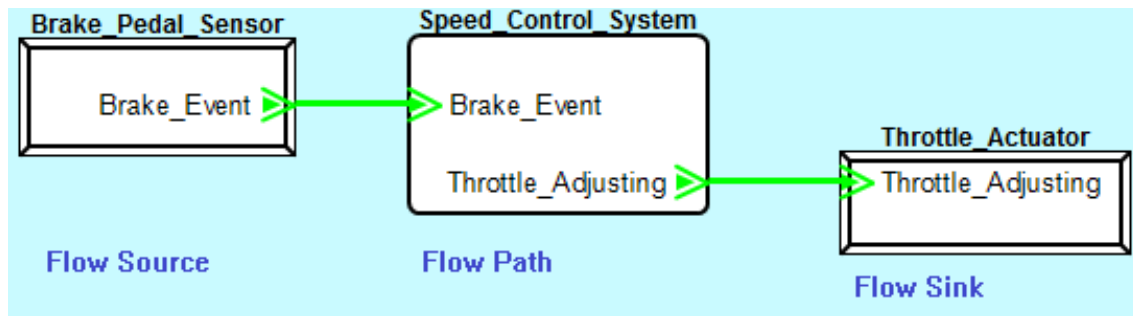 Brake_Pedal_Sensor
Brake_Event
Flow Source
Speed_Control_System
Brake_Event
Throttle_Adjusting
Flow Path
Throttle_Actuator
Throttle_Adjusting
Flow Sink